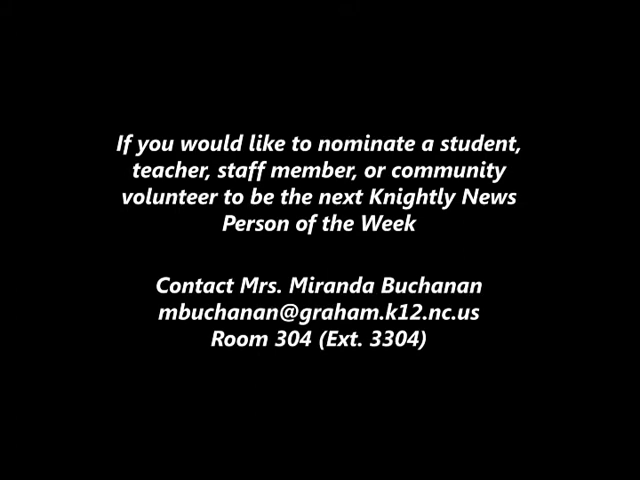 If you would like to nominate a student,
teacher, staff member, or community
volunteer to be the next Knightly News
Person of the Week
Contact Mrs. Miranda Buchanan
mbuchanan@graham.k12.nc.us
Room 304 (Ext. 3304)